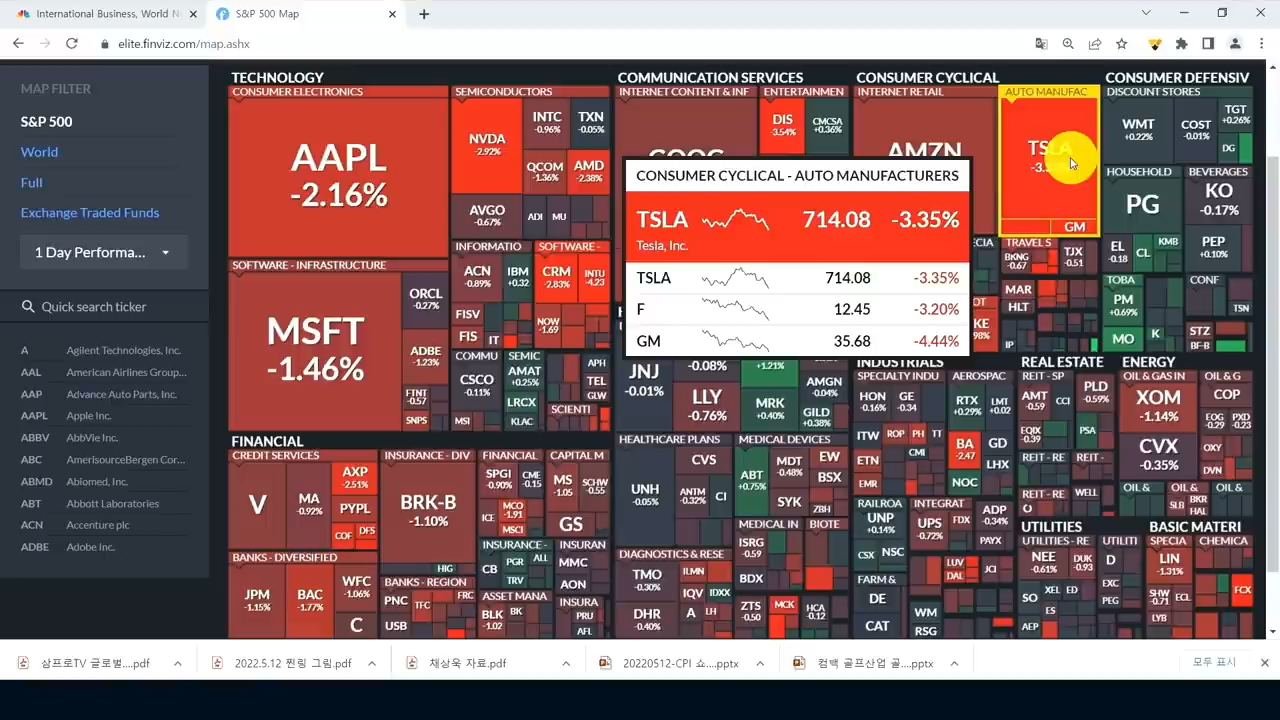 International Business, World N
S&P 500 Map
elite.finviz.com/map.ashx
MAP FILTER
S&P 500
World
Full
Exchange Traded Funds
1 Day Performa...
Quick search ticker
A Agilent Technologies, Inc.
AAL American Airlines Group...
AAP Advance Auto Parts, Inc.
AAPL Apple Inc.
ABBV AbbVie Inc.
ABC AmerisourceBergen Cor...
ABMD Abiomed, Inc.
ABT Abbott Laboratories
ACN Accenture plc
ADBE Adobe Inc.
TECHNOLOGY
CONSUMER ELECTRONICS
AAPL
-2.16%
SEMICONDUCTORS
NVDA
-2.92%
INTC
-0.96%
TXN
-0.05%
QCOM
-1.36%
AMD
-2.38%
AVGO
-0.67%
ADI
MU
SOFTWARE - INFRASTRUCTURE
MSFT
-1.46%
ORCL
-0.27%
ADBE
-1.23%
FTNT
-0.57
SNPS
INFORMATIO
ACN
-0.89%
IBM
+0.32
FISV
FIS
IT
SOFTWARE -
CRM
-2.83%
INTU
-4.23
NOW
-1.69
COMMU
CSCO
-0.11%
MSI
SEMIC
AMAT
+0.25%
LRCX
KLAC
APH
TEL
GLW
SCIENTI
COMMUNICATION SERVICES
INTERNET CONTENT & INF
GOOG
ENTERTAINMEN
DIS
-3.54%
CMCSA
+0.36%
CONSUMER CYCLICAL
INTERNET RETAIL
AMZN
AUTO MANUFAC
TSLA
GM
TRAVEL S
BKNG
-0.67
TJX
-0.51
MAR
HLT
IP
CONSUMER DEFENSIV
DISCOUNT STORES
WMT
+0.22%
COST
-0.01%
TGT
+0.26%
DG
HOUSEHOLD
PG
EL
-0.18
CL
KMB
BEVERAGES
KO
-0.17%
PEP
+0.10%
TOBA
PM
+0.69%
MO
K
CONF
TSN
STZ
BF-B
CONSUMER CYCLICAL - AUTO MANUFACTURERS
TSLA 714.08 -3.35%
Tesla, Inc.
TSLA 714.08 -3.35%
F 12.45 -3.20%
GM 35.68 -4.44%
FINANCIAL
CREDIT SERVICES
V
MA
-0.92%
AXP
-2.51%
PYPL
COF
DFS
INSURANCE - DIV
BRK-B
-1.10%
HIG
FINANCIAL
SPGI
-0.90%
CME
-0.15
ICE
MCO
-1.91
MSCI
CAPITAL M
MS
-1.05
SCHW
-0.55
GS
BANKS - DIVERSIFIED
JPM
-1.15%
BAC
-1.77%
WFC
-1.06%
C
BANKS - REGION
PNC
TFC
FRC
USB
INSURANCE -
CB
PGR
ALL
TRV
ASSET MANA
BLK
-1.02
BK
INSURAN
MMC
AON
INSURA
PRU
AFL
JNJ
-0.01%
-0.08%
LLY
-0.76%
+1.21%
MRK
+0.40%
AMGN
-0.04%
GILD
+0.38%
HEALTHCARE PLANS
UNH
-0.05%
CVS
ANTM
-0.32%
CI
MEDICAL DEVICES
ABT
+0.75%
MDT
-0.48%
EW
BSX
SYK
ZBH
DIAGNOSTICS & RESE
TMO
-0.30%
DHR
-0.40%
ILMN
IQV
IDXX
A
LH
MEDICAL IN
ISRG
-0.59
BDX
BIOTE
ZTS
-0.50
MCK
HCA
-0.12
INDUSTRIALS
SPECIALTY INDU
HON
-0.16%
GE
-0.34
ITW
ROP
PH
TT
ETN
CMI
EMR
AEROSPAC
RTX
+0.29%
LMT
+0.02
BA
-2.47
GD
LHX
NOC
RAILROA
UNP
+0.14%
CSX
NSC
INTEGRAT
UPS
-0.72%
FDX
ADP
-0.34%
PAYX
FARM &
DE
CAT
LUV
DAL
JCI
WM
RSG
REAL ESTATE
REIT - SP
AMT
-0.59
CCI
PLD
-0.59%
EQIX
-0.39
PSA
REIT - RE
REIT -
REIT - RE
WELL
O
ENERGY
OIL & GAS IN
XOM
-1.14%
CVX
-0.35%
OIL & G
COP
EOG
-0.29
PXD
-0.23
OXY
DVN
OIL &
OIL &
SLB
BKR
HAL
OIL &
UTILITIES
UTILITIES - RE
NEE
-0.61%
DUK
-0.93
SO
XEL
ED
ES
AEP
UTILITI
D
EXC
PEG
BASIC MATERI
SPECIA
LIN
-1.31%
SHW
-0.71
ECL
LYB
CHEMICA
FCX
삼프로TV 글로벌....pdf
2022.5.12 찐링 그림.pdf
채상욱 자료.pdf
20220512-CPI 쇼....pptx
컴백 골프산업 골....pptx
모두 표시